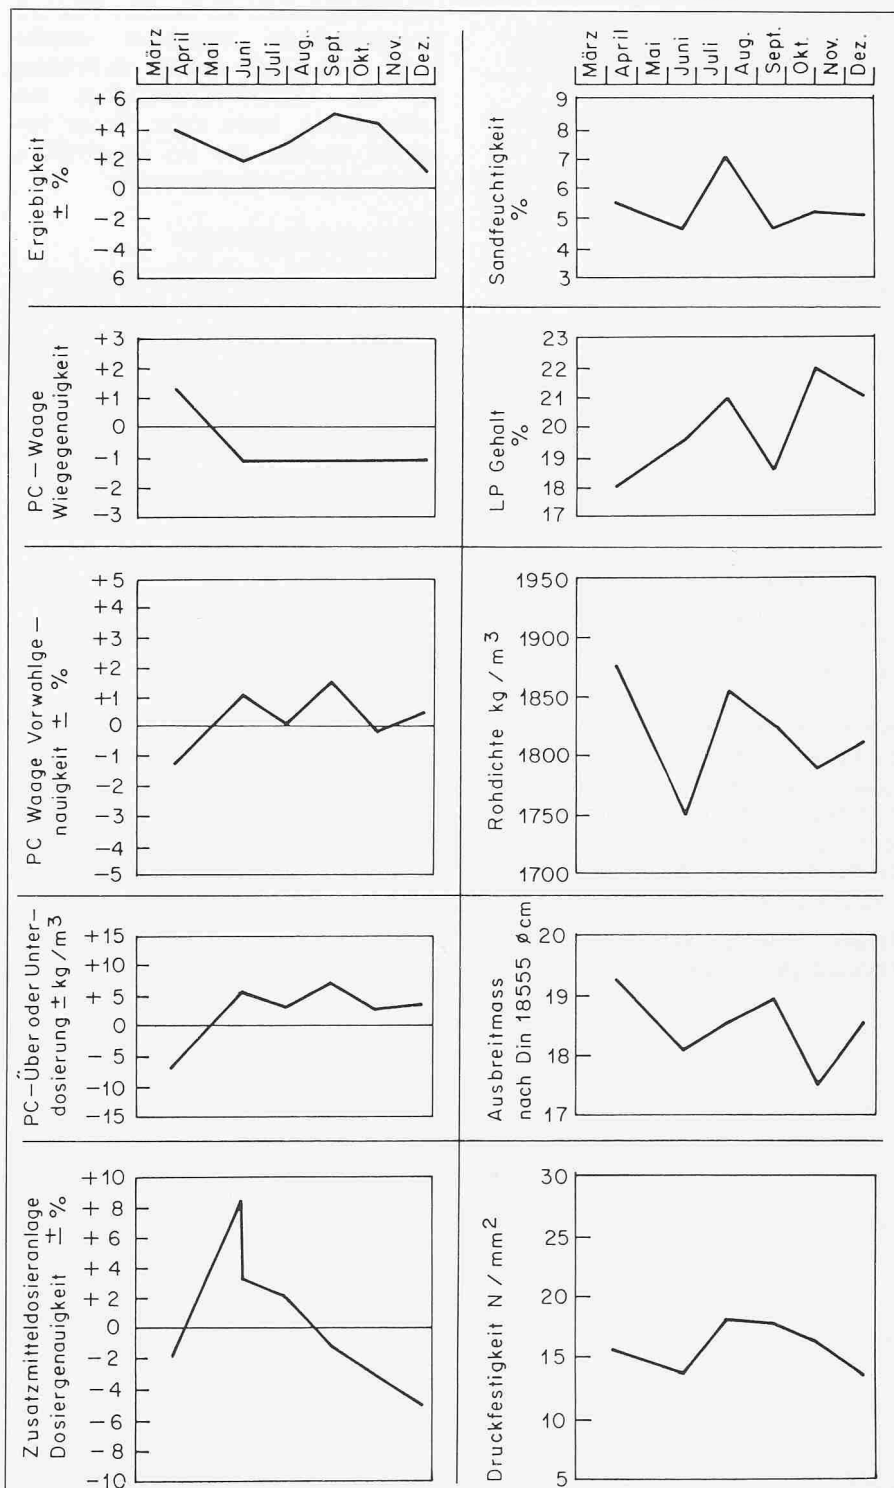 März
April
Mai
Juni
Juli
Aug.
Sept.
Okt.
Nov.
Dez.
Ergiebigkeit
± %
+ 6
+ 4
+ 2
0
− 2
− 4
6
PC – Waage
Wiegegenauigkeit
+3
+2
+1
0
−1
−2
−3
PC Waage Vorwahlge –
nauigkeit ± %
+5
+4
+3
+2
+1
0
−1
−2
−3
−4
−5
PC–Über oder Unter-
dosierung ± kg/m3
+15
+10
+ 5
0
− 5
−10
−15
Zusatzmitteldosieranlage
Dosiergenauigkeit ± %
+ 10
+ 8
+ 6
+ 4
+ 2
0
− 2
− 4
− 6
− 8
−10
März
April
Mai
Juni
Juli
Aug.
Sept.
Okt.
Nov.
Dez.
Sandfeuchtigkeit
%
9
8
7
6
5
4
3
LP Gehalt
%
23
22
21
20
19
18
17
Rohdichte kg / m3
1950
1900
1850
1800
1750
1700
Ausbreitmass
nach Din 18555 ø cm
20
19
18
17
Druckfestigkeit N / mm2
30
25
20
15
10
5